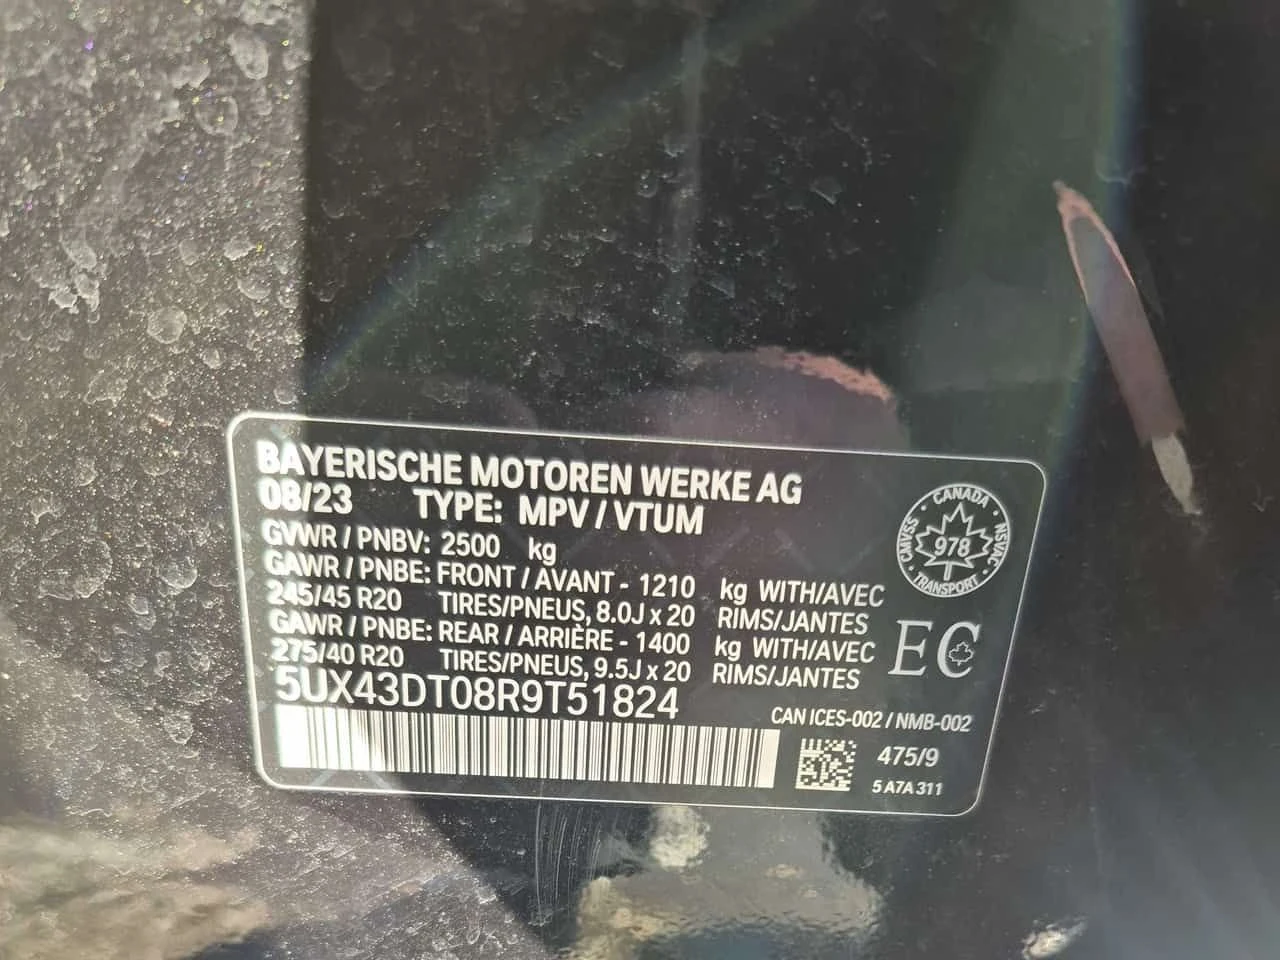 BAYERISCHE MOTOREN WERKE AG
08/23 TYPE: MPV / VTUM
GVWR / PNBV: 2500 kg
GAWR / PNBE: FRONT / AVANT - 1210 kg WITH/AVEC
245/45 R20 TIRES/PNEUS, 8.0J x 20 RIMS/JANTES
GAWR / PNBE: REAR / ARRIÈRE - 1400 kg WITH/AVEC
275/40 R20 TIRES/PNEUS, 9.5J x 20 RIMS/JANTES
5UX43DT08R9T51824
CANADA
CMVSS
978
NSVAC
TRANSPORT
EC
CAN ICES-002 / NMB-002
475/9
5 A7A 311